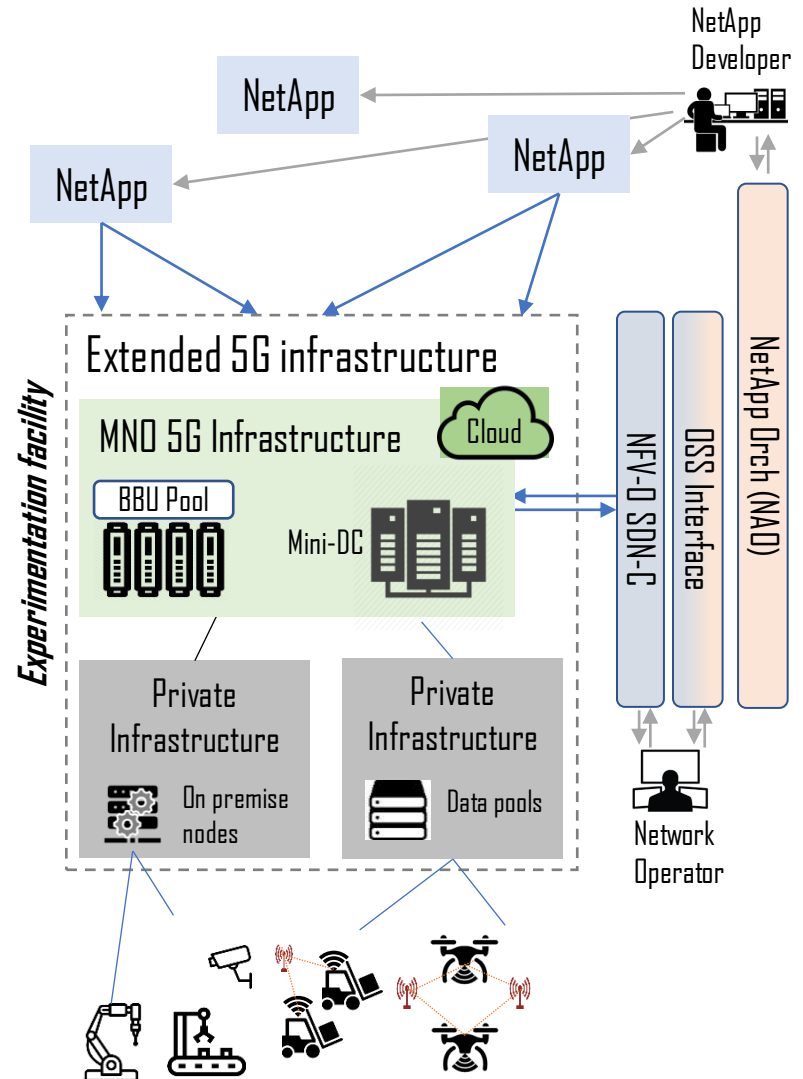 NetApp
Developer
NetApp
NetApp
NetApp
Extended 5G infrastructure
Experimentation facility
MNO 5G Infrastructure
Cloud
BBU Pool
Mini-DC
NFV-O SDN-C
OSS Interface
NetApp Orch (NAO)
Private
Infrastructure
On premise
nodes
Private
Infrastructure
Data pools
Network
Operator